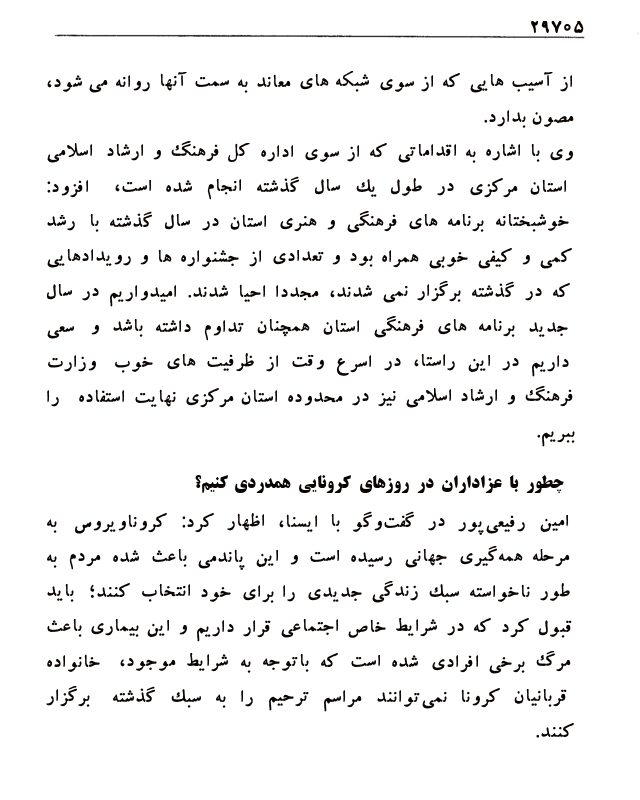 ۲۹۷۰۵
از آسیب هایی که از سوی شبکه های معاند به سمت آنها روانه می شود،
مصون بدارد.
وی با اشاره به اقداماتی که از سوی اداره کل فرهنگ و ارشاد اسلامی
استان مرکزی در طول یك سال گذشته انجام شده است، افزود:
خوشبختانه برنامه های فرهنگی و هنری استان در سال گذشته با رشد
کمی و کیفی خوبی همراه بود و تعدادی از جشنواره ها و رویدادهایی
که در گذشته برگزار نمی شدند، مجددا احیا شدند. امیدواریم در سال
جدید برنامه های فرهنگی استان همچنان تداوم داشته باشد و سعی
داریم در این راستا، در اسرع وقت از ظرفیت های خوب وزارت
فرهنگ و ارشاد اسلامی نیز در محدوده استان مرکزی نهایت استفاده را
ببریم.
چطور با عزاداران در روزهای کرونایی همدردی کنیم؟
امین رفیعی‌پور در گفت‌وگو با ایسنا، اظهار کرد: کروناویروس به
مرحله همه‌گیری جهانی رسیده است و این پاندمی باعث شده مردم به
طور ناخواسته سبك زندگی جدیدی را برای خود انتخاب کنند؛ باید
قبول کرد که در شرایط خاص اجتماعی قرار داریم و این بیماری باعث
مرگ برخی افرادی شده است که باتوجه به شرایط موجود، خانواده
قربانیان کرونا نمی‌توانند مراسم ترحیم را به سبك گذشته برگزار
کنند.